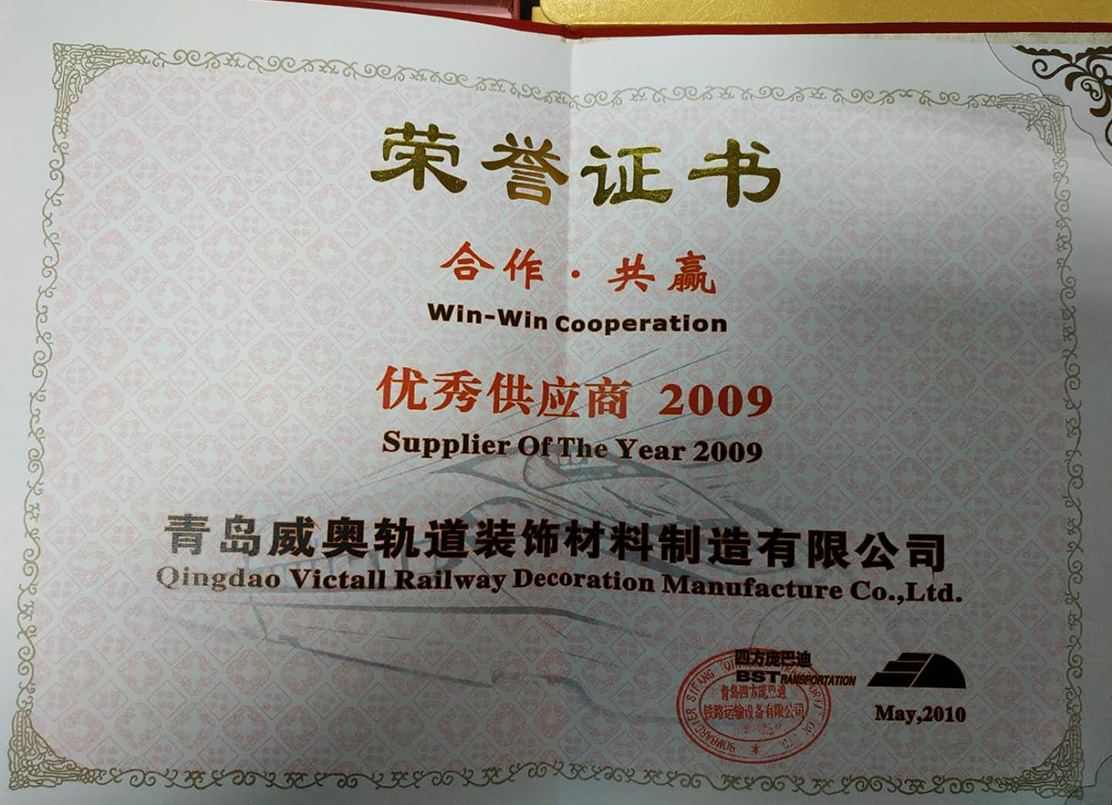 荣誉证书
合作·共赢
Win-Win Cooperation
优秀供应商 2009
Supplier Of The Year 2009
青岛威奥轨道装饰材料制造有限公司
Qingdao Victall Railway Decoration Manufacture Co.,Ltd.
四方庞巴迪
BST TRANSPORTATION
青岛四方庞巴迪
铁路运输设备有限公司
May,2010